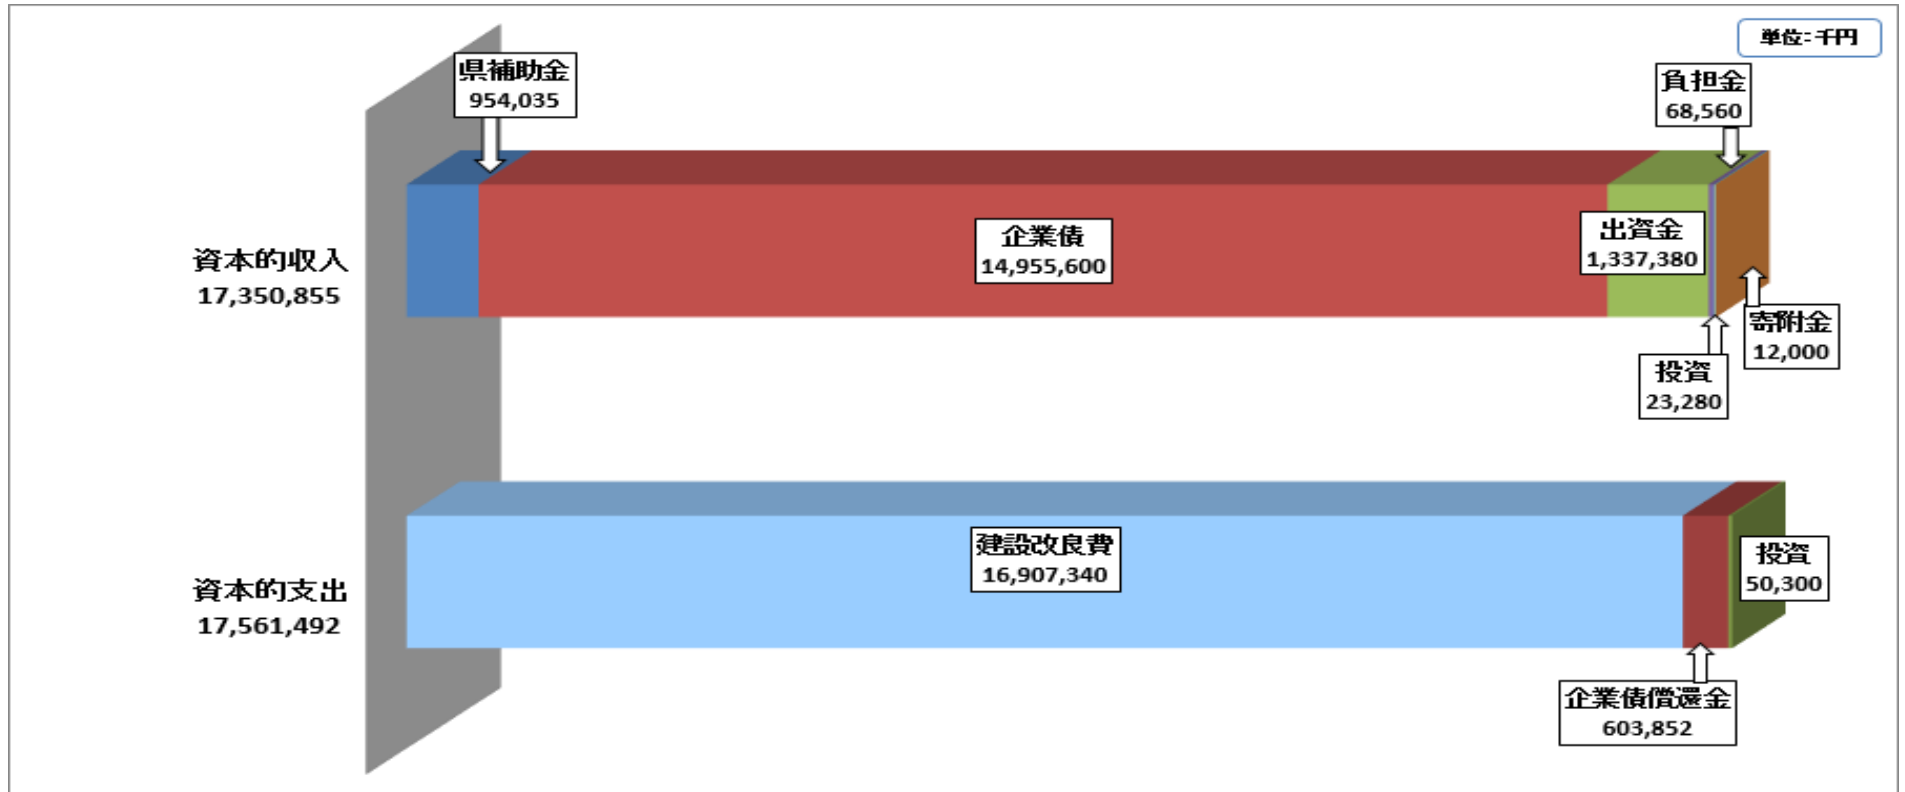 単位:千円
県補助金
954,035
負担金
68,560
資本的収入
17,350,855
企業債
14,955,600
出資金
1,337,380
寄附金
12,000
投資
23,280
資本的支出
17,561,492
建設改良費
16,907,340
投資
50,300
企業債償還金
603,852